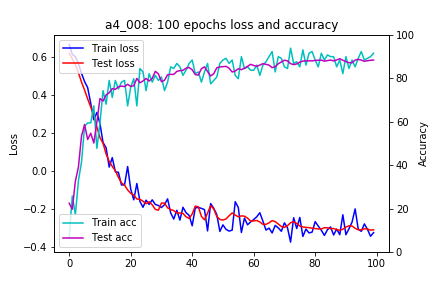 a4_008: 100 epochs loss and accuracy
Train loss
Test loss
Train acc
Test acc
Loss
Accuracy
0.6
0.4
0.2
0.0
−0.2
−0.4
100
80
60
40
20
0
0
20
40
60
80
100